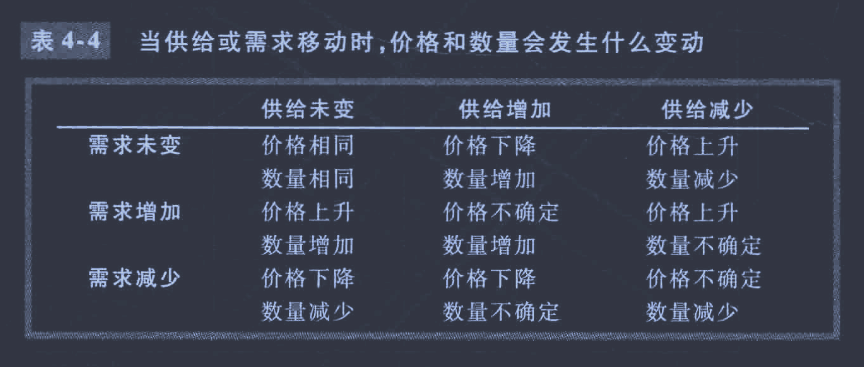 表 4-4 当供给或需求移动时,价格和数量会发生什么变动
供给未变 供给增加 供给减少
需求未变 价格相同 价格下降 价格上升
数量相同 数量增加 数量减少
需求增加 价格上升 价格不确定 价格上升
数量增加 数量增加 数量不确定
需求减少 价格下降 价格下降 价格不确定
数量减少 数量不确定 数量减少